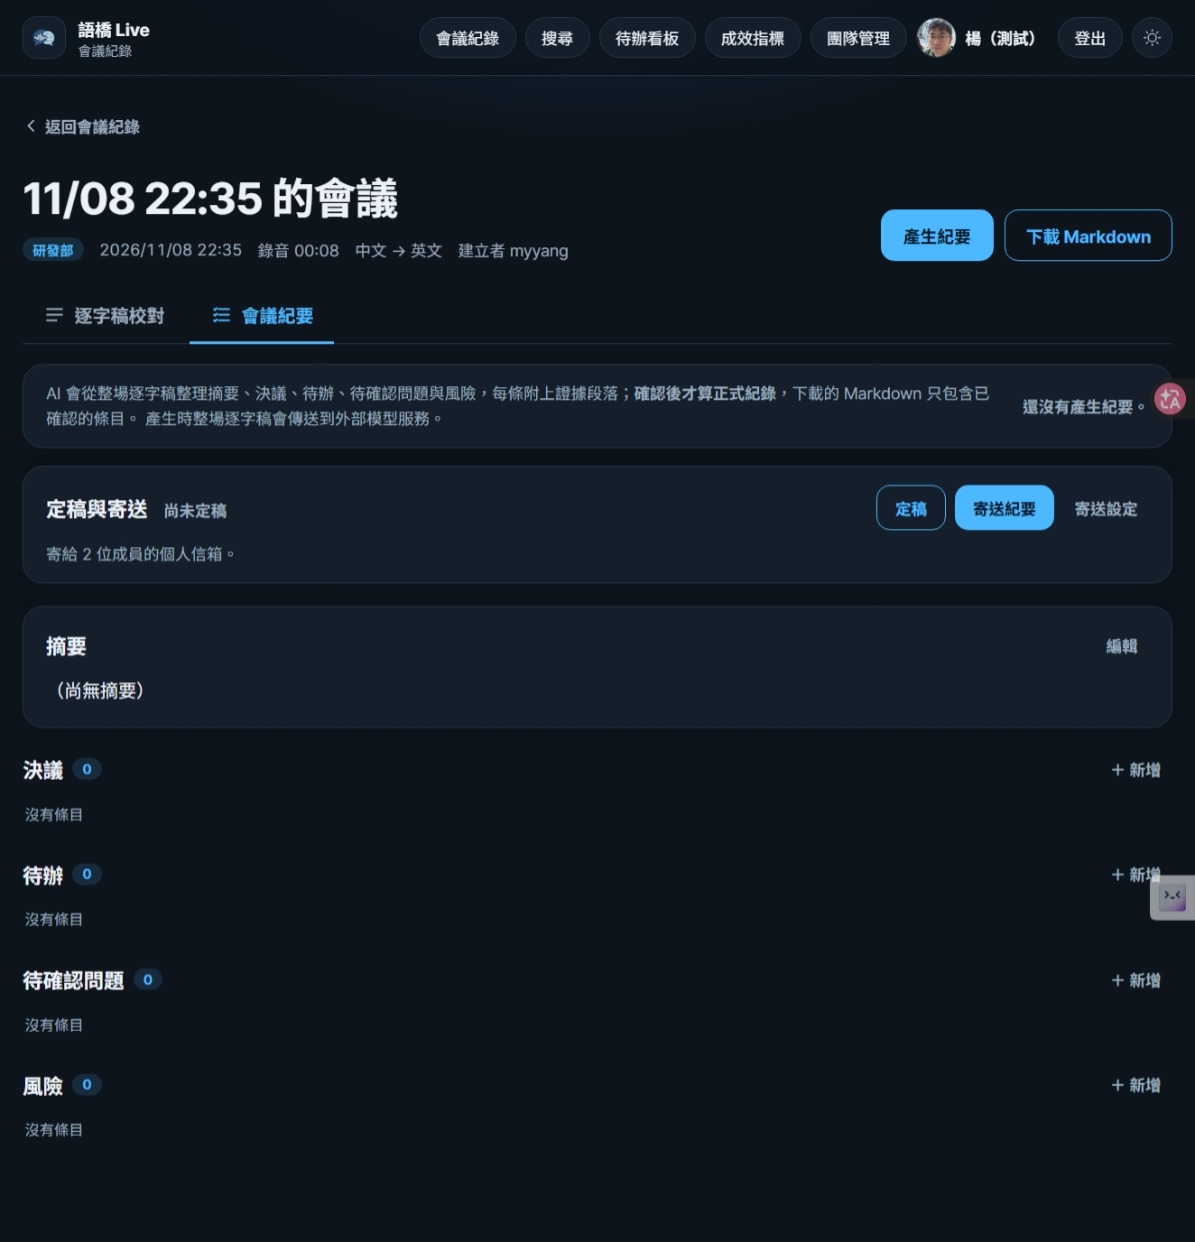 語橋 Live
會議紀錄
會議紀錄
搜尋
待辦看板
成效指標
團隊管理
楊（測試）
登出
返回會議紀錄
11/08 22:35 的會議
研發部 2026/11/08 22:35 錄音 00:08 中文 → 英文 建立者 myyang
產生紀要
下載 Markdown
逐字稿校對
會議紀要
AI 會從整場逐字稿整理摘要、決議、待辦、待確認問題與風險，每條附上證據段落；確認後才算正式紀錄，下載的 Markdown 只包含已
確認的條目。 產生時整場逐字稿會傳送到外部模型服務。
還沒有產生紀要。
定稿與寄送 尚未定稿
定稿
寄送紀要
寄送設定
寄給 2 位成員的個人信箱。
摘要
編輯
（尚無摘要）
決議 0
+ 新增
沒有條目
待辦 0
+ 新增
沒有條目
待確認問題 0
+ 新增
沒有條目
風險 0
+ 新增
沒有條目